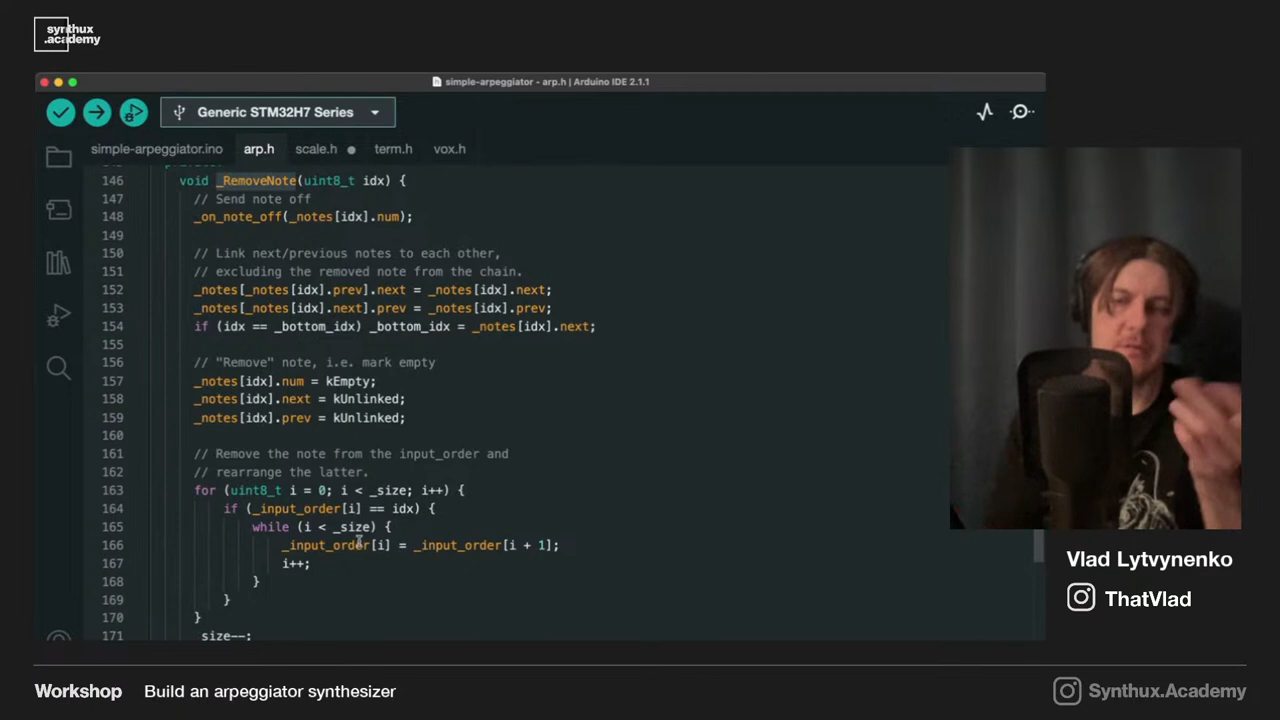 synthux
.academy
simple-arpeggiator - arp.h | Arduino IDE 2.1.1
Generic STM32H7 Series
simple-arpeggiator.ino arp.h scale.h term.h vox.h
146 void _RemoveNote(uint8_t idx) {
147 // Send note off
148 _on_note_off(_notes[idx].num);
149
150 // Link next/previous notes to each other,
151 // excluding the removed note from the chain.
152 _notes[_notes[idx].prev].next = _notes[idx].next;
153 _notes[_notes[idx].next].prev = _notes[idx].prev;
154 if (idx == _bottom_idx) _bottom_idx = _notes[idx].next;
155
156 // "Remove" note, i.e. mark empty
157 _notes[idx].num = kEmpty;
158 _notes[idx].next = kUnlinked;
159 _notes[idx].prev = kUnlinked;
160
161 // Remove the note from the input_order and
162 // rearrange the latter.
163 for (uint8_t i = 0; i < _size; i++) {
164 if (_input_order[i] == idx) {
165 while (i < _size) {
166 _input_order[i] = _input_order[i + 1];
167 i++;
168 }
169 }
170 }
171 _size--;
Vlad Lytvynenko
ThatVlad
Workshop Build an arpeggiator synthesizer
Synthux.Academy